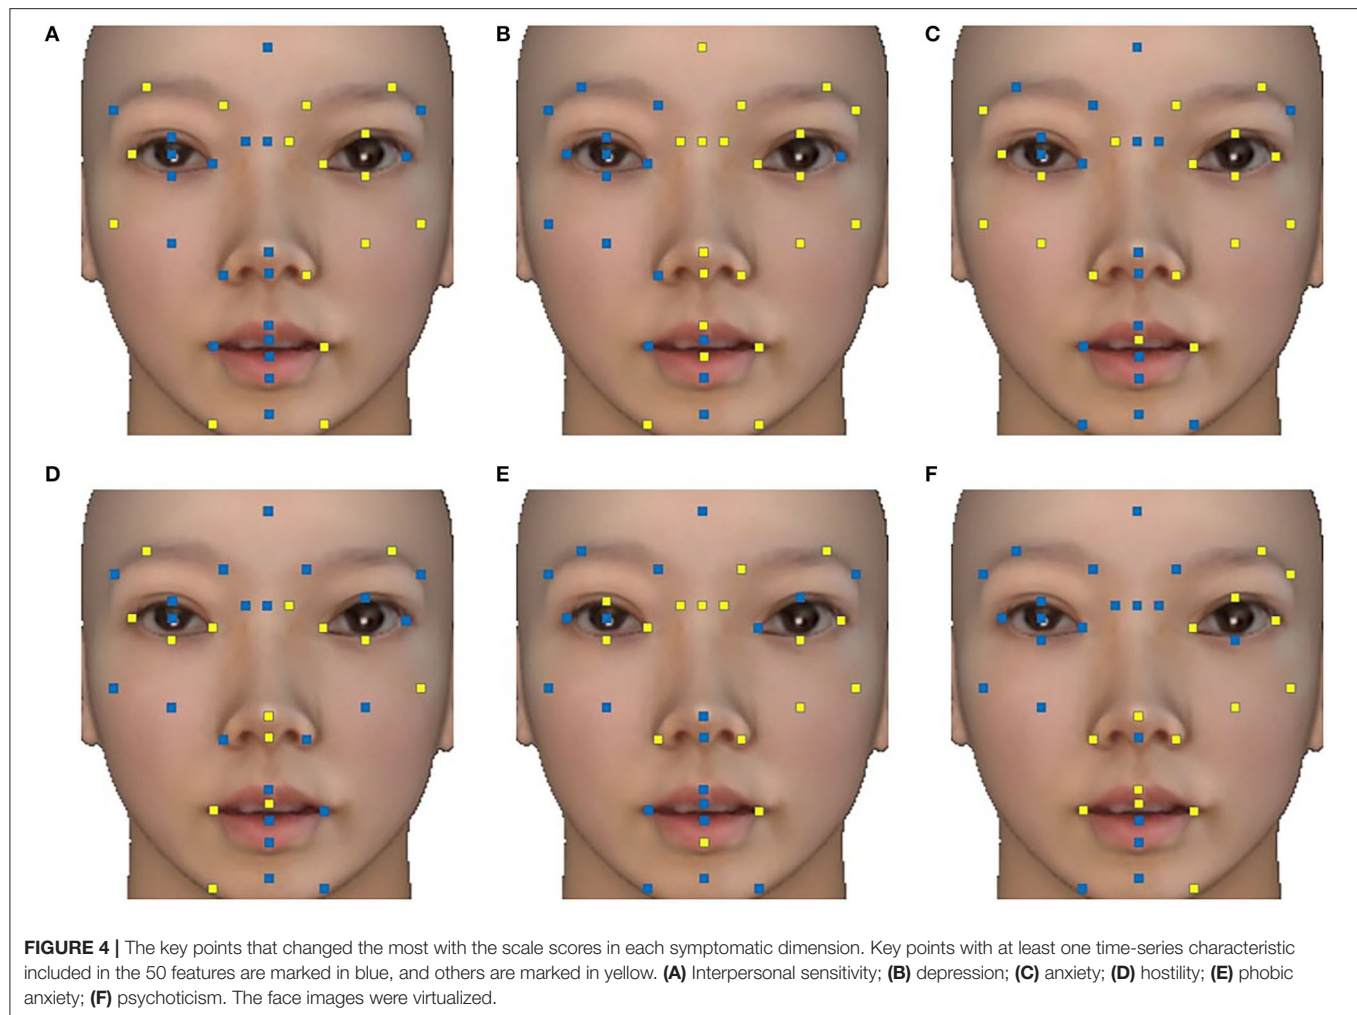 A
B
C
D
E
F
FIGURE 4 | The key points that changed the most with the scale scores in each symptomatic dimension. Key points with at least one time-series characteristic
included in the 50 features are marked in blue, and others are marked in yellow. (A) Interpersonal sensitivity; (B) depression; (C) anxiety; (D) hostility; (E) phobic
anxiety; (F) psychoticism. The face images were virtualized.